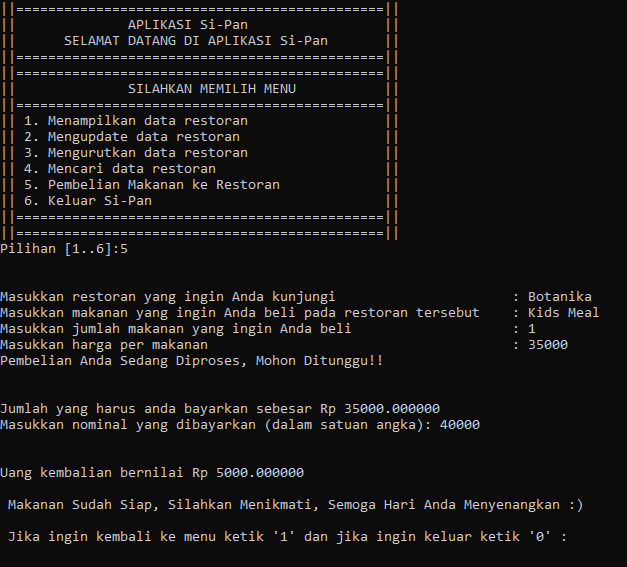 ||==============================================||
||              APLIKASI Si-Pan                 ||
||      SELAMAT DATANG DI APLIKASI Si-Pan       ||
||==============================================||
||==============================================||
||              SILAHKAN MEMILIH MENU           ||
||==============================================||
|| 1. Menampilkan data restoran                 ||
|| 2. Mengupdate data restoran                  ||
|| 3. Mengurutkan data restoran                 ||
|| 4. Mencari data restoran                     ||
|| 5. Pembelian Makanan ke Restoran             ||
|| 6. Keluar Si-Pan                             ||
||==============================================||
||==============================================||
Pilihan [1..6]:5
Masukkan restoran yang ingin Anda kunjungi                      : Botanika
Masukkan makanan yang ingin Anda beli pada restoran tersebut    : Kids Meal
Masukkan jumlah makanan yang ingin Anda beli                    : 1
Masukkan harga per makanan                                      : 35000
Pembelian Anda Sedang Diproses, Mohon Ditunggu!!
Jumlah yang harus anda bayarkan sebesar Rp 35000.000000
Masukkan nominal yang dibayarkan (dalam satuan angka): 40000
Uang kembalian bernilai Rp 5000.000000
Makanan Sudah Siap, Silahkan Menikmati, Semoga Hari Anda Menyenangkan :)
Jika ingin kembali ke menu ketik '1' dan jika ingin keluar ketik '0' :